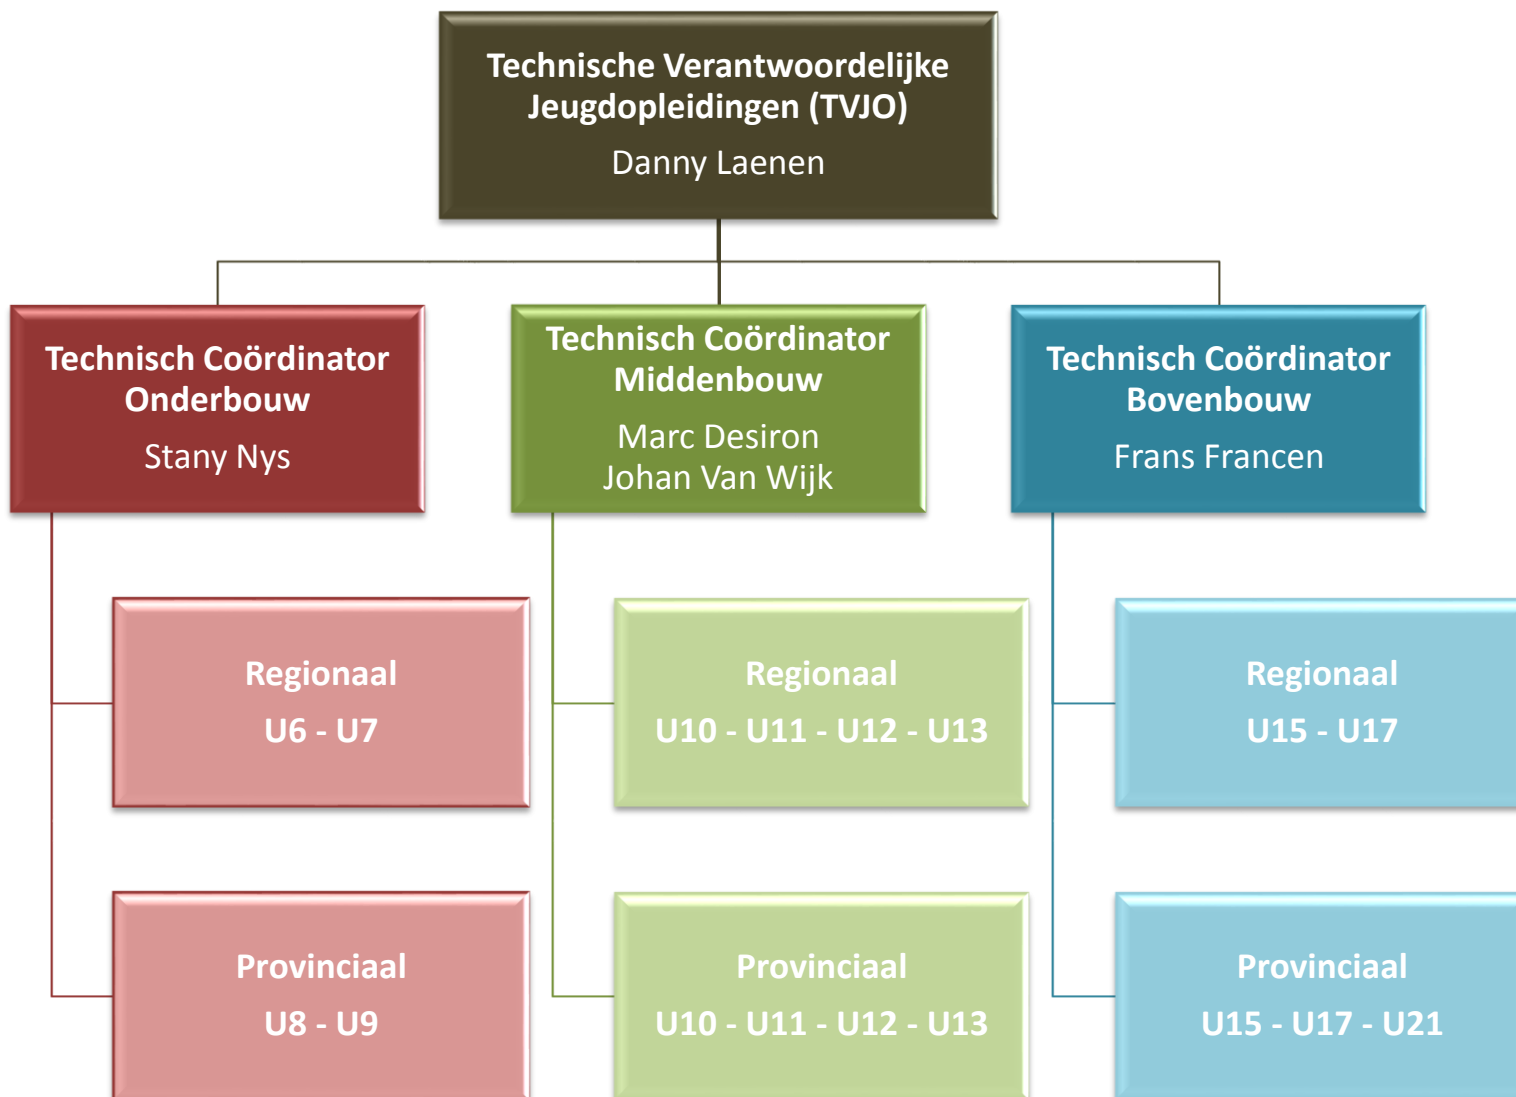 Technische Verantwoordelijke
Jeugdopleidingen (TVJO)
Danny Laenen
Technisch Coördinator
Onderbouw
Stany Nys
Technisch Coördinator
Middenbouw
Marc Desiron
Johan Van Wijk
Technisch Coördinator
Bovenbouw
Frans Francen
Regionaal
U6 - U7
Regionaal
U10 - U11 - U12 - U13
Regionaal
U15 - U17
Provinciaal
U8 - U9
Provinciaal
U10 - U11 - U12 - U13
Provinciaal
U15 - U17 - U21